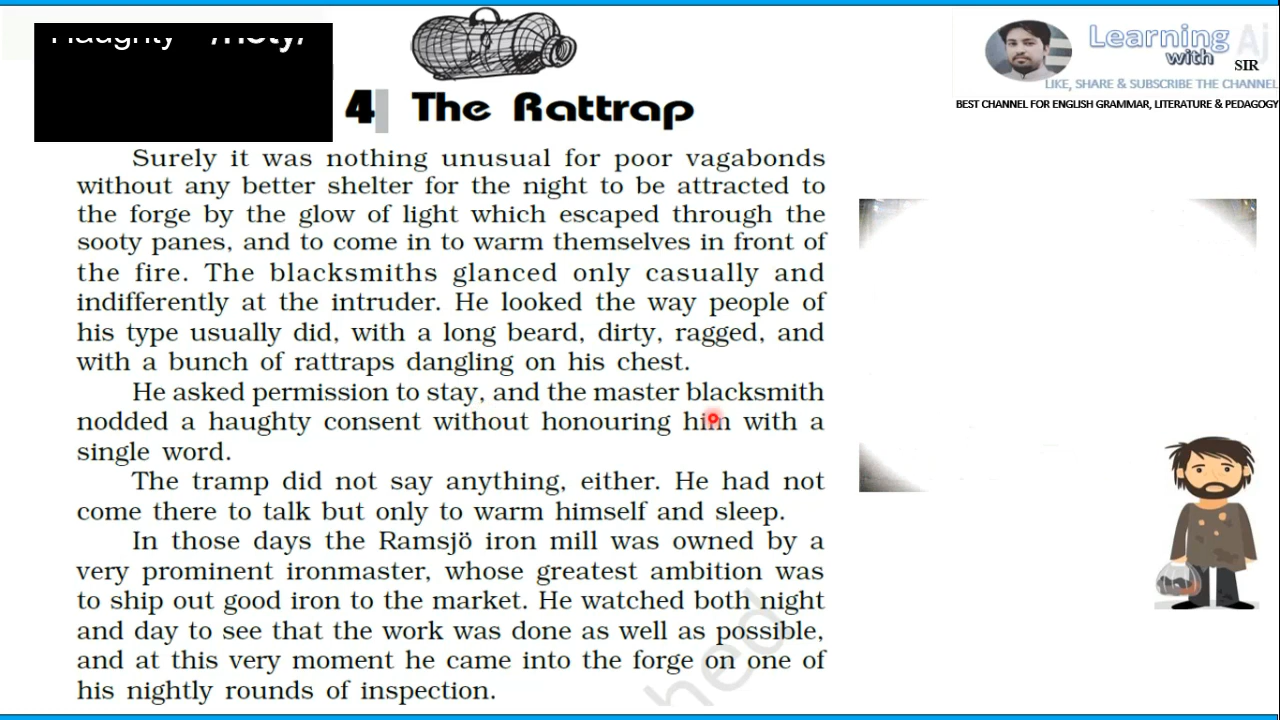 Haughty /hoty/
4 The Rattrap
Learning
with Aj
SIR
LIKE, SHARE & SUBSCRIBE THE CHANNEL
BEST CHANNEL FOR ENGLISH GRAMMAR, LITERATURE & PEDAGOGY
Surely it was nothing unusual for poor vagabonds
without any better shelter for the night to be attracted to
the forge by the glow of light which escaped through the
sooty panes, and to come in to warm themselves in front of
the fire. The blacksmiths glanced only casually and
indifferently at the intruder. He looked the way people of
his type usually did, with a long beard, dirty, ragged, and
with a bunch of rattraps dangling on his chest.
He asked permission to stay, and the master blacksmith
nodded a haughty consent without honouring him with a
single word.
The tramp did not say anything, either. He had not
come there to talk but only to warm himself and sleep.
In those days the Ramsjö iron mill was owned by a
very prominent ironmaster, whose greatest ambition was
to ship out good iron to the market. He watched both night
and day to see that the work was done as well as possible,
and at this very moment he came into the forge on one of
his nightly rounds of inspection.